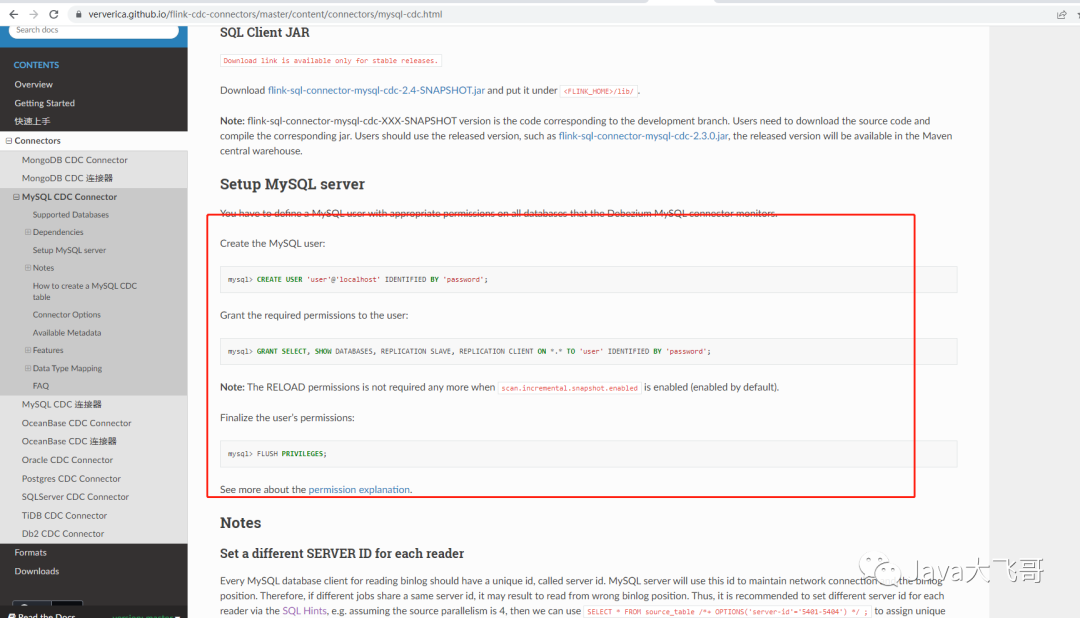 ververica.github.io/flink-cdc-connectors/master/content/connectors/mysql-cdc.html
Search docs
CONTENTS
Overview
Getting Started
快速上手
Connectors
MongoDB CDC Connector
MongoDB CDC 连接器
MySQL CDC Connector
Supported Databases
Dependencies
Setup MySQL server
Notes
How to create a MySQL CDC
table
Connector Options
Available Metadata
Features
Data Type Mapping
FAQ
MySQL CDC 连接器
OceanBase CDC Connector
OceanBase CDC 连接器
Oracle CDC Connector
Postgres CDC Connector
SQLServer CDC Connector
TiDB CDC Connector
Db2 CDC Connector
Formats
Downloads
Read the Docs
version: master
SQL Client JAR
Download link is available only for stable releases.
Download flink-sql-connector-mysql-cdc-2.4-SNAPSHOT.jar and put it under <FLINK_HOME>/lib/ .
Note: flink-sql-connector-mysql-cdc-XXX-SNAPSHOT version is the code corresponding to the development branch. Users need to download the source code and
compile the corresponding jar. Users should use the released version, such as flink-sql-connector-mysql-cdc-2.3.0.jar, the released version will be available in the Maven
central warehouse.
Setup MySQL server
You have to define a MySQL user with appropriate permissions on all databases that the Debezium MySQL connector monitors.
Create the MySQL user:
mysql> CREATE USER 'user'@'localhost' IDENTIFIED BY 'password';
Grant the required permissions to the user:
mysql> GRANT SELECT, SHOW DATABASES, REPLICATION SLAVE, REPLICATION CLIENT ON *.* TO 'user' IDENTIFIED BY 'password';
Note: The RELOAD permissions is not required any more when scan.incremental.snapshot.enabled is enabled (enabled by default).
Finalize the user's permissions:
mysql> FLUSH PRIVILEGES;
See more about the permission explanation.
Notes
Set a different SERVER ID for each reader
Every MySQL database client for reading binlog should have a unique id, called server id. MySQL server will use this id to maintain network connection the binlog
position. Therefore, if different jobs share a same server id, it may result to read from wrong binlog position. Thus, it is recommended to set different server id for each
reader via the SQL Hints, e.g. assuming the source parallelism is 4, then we can use SELECT * FROM source_table /*+ OPTIONS('server-id'='5401-5404') */ ; to assign unique
Java大飞哥